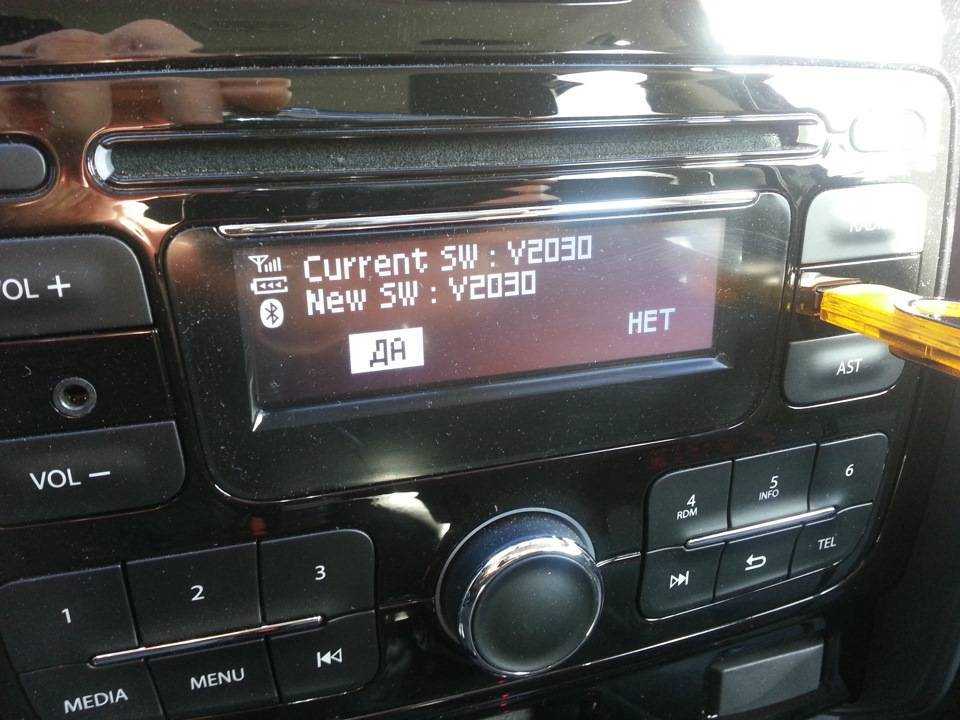 Current SW : V2030
New SW : V2030
ДА
НЕТ
VOL +
VOL −
AST
1
2
3
MEDIA
MENU
4
RDM
5
INFO
6
TEL